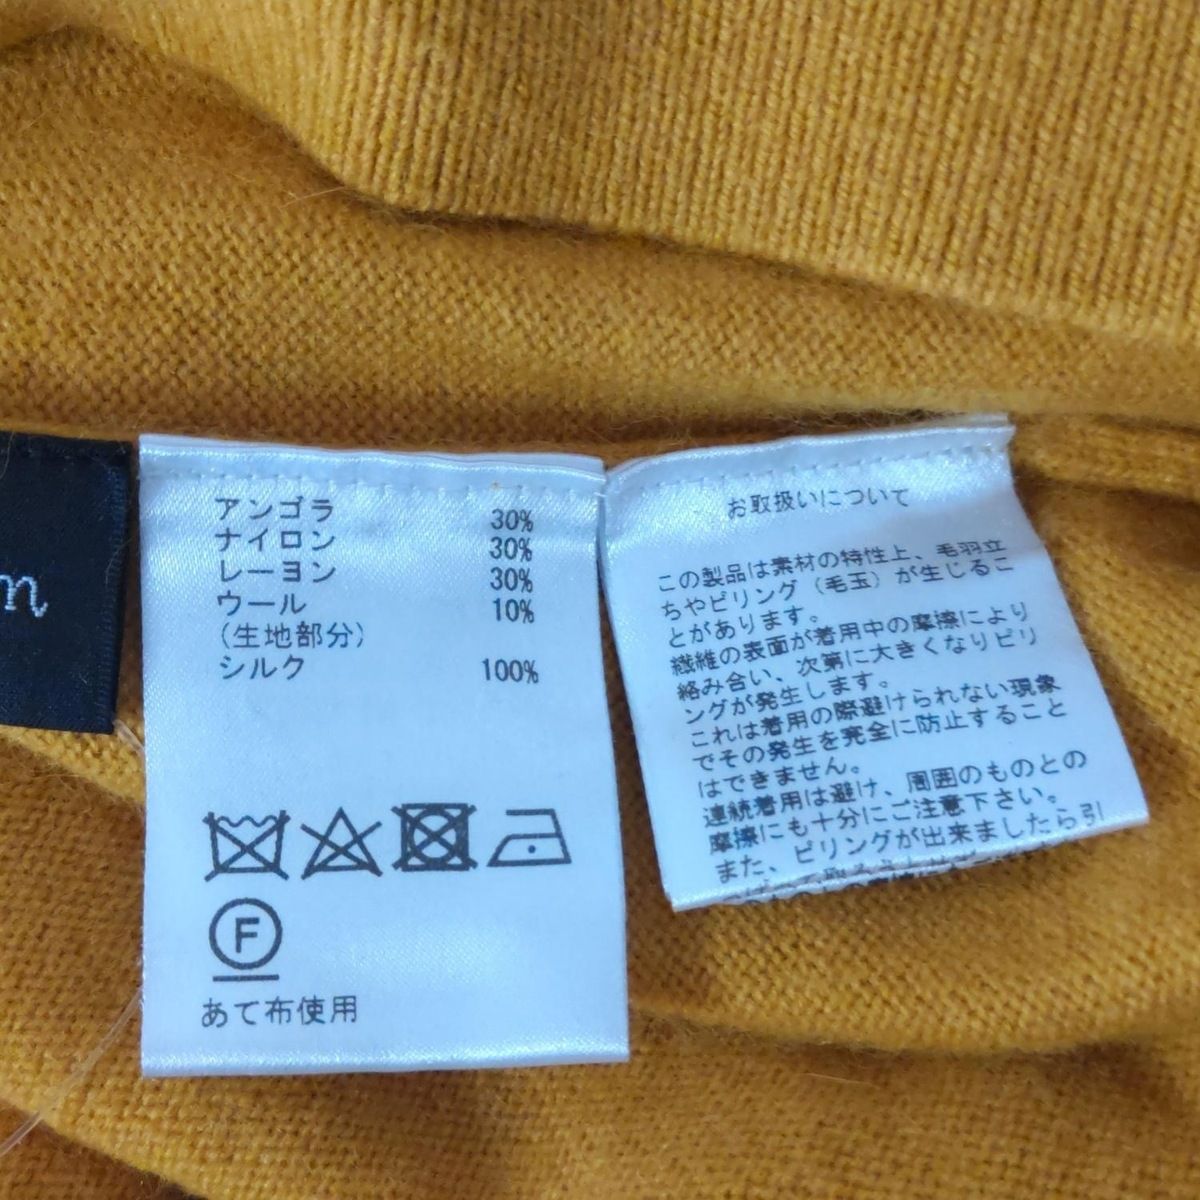 m
アンゴラ 30%
ナイロン 30%
レーヨン 30%
ウール 10%
(生地部分)
シルク 100%
F
あて布使用
お取扱いについて
この製品は素材の特性上、毛羽立
ちやピリング（毛玉）が生じるこ
とがあります。
繊維の表面が着用中の摩擦により
絡み合い、次第に大きくなりピリ
ングが発生します。
これは着用の際避けられない現象
でその発生を完全に防止すること
はできません。
連続着用は避け、周囲のものとの
摩擦にも十分にご注意下さい。
また、ピリングが出来ましたら引